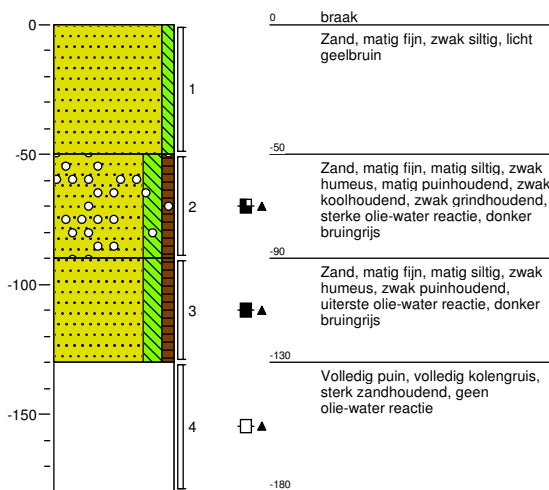 0
0
braak
Zand, matig fijn, zwak siltig, licht
geelbruin
1
-50
-50
Zand, matig fijn, matig siltig, zwak
humeus, matig puinhoudend, zwak
koolhoudend, zwak grindhoudend,
sterke olie-water reactie, donker
bruingrijs
2
-90
-100
Zand, matig fijn, matig siltig, zwak
humeus, zwak puinhoudend,
uiterste olie-water reactie, donker
bruingrijs
3
-130
-150
Volledig puin, volledig kolengruis,
sterk zandhoudend, geen
olie-water reactie
4
-180